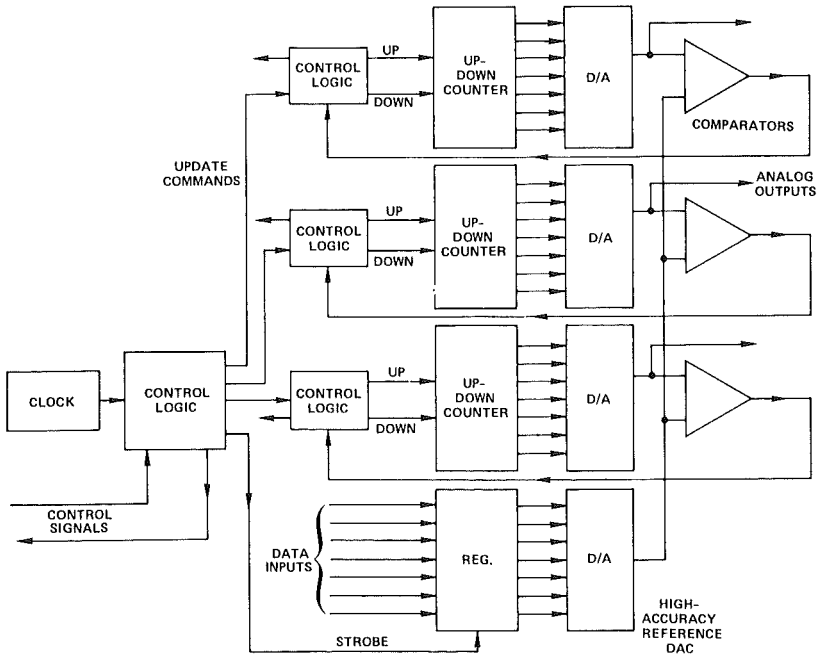 CONTROL
LOGIC
UP
DOWN
UP-
DOWN
COUNTER
D/A
COMPARATORS
UPDATE
COMMANDS
ANALOG
OUTPUTS
CONTROL
LOGIC
UP
DOWN
UP-
DOWN
COUNTER
D/A
CLOCK
CONTROL
LOGIC
CONTROL
LOGIC
UP
DOWN
UP-
DOWN
COUNTER
D/A
CONTROL
SIGNALS
DATA
INPUTS
REG.
D/A
STROBE
HIGH-
ACCURACY
REFERENCE
DAC